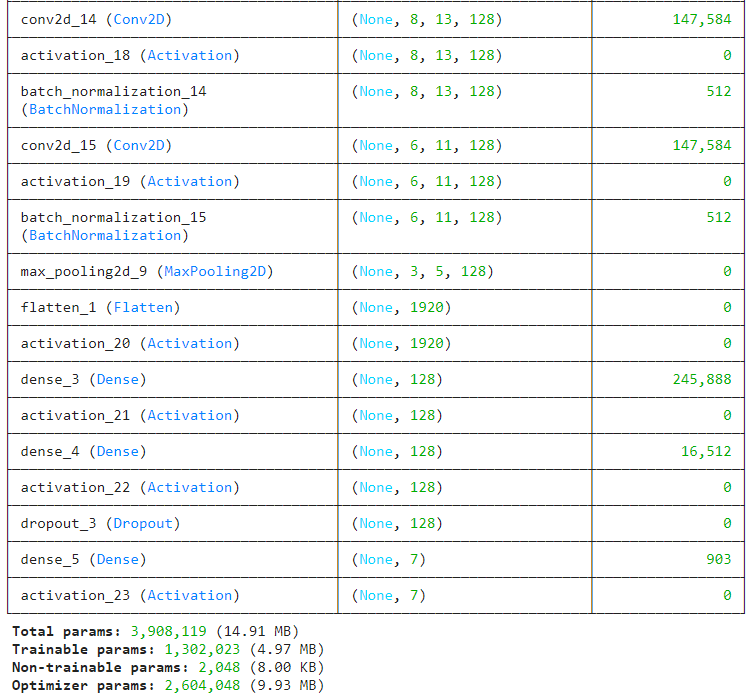 conv2d_14 (Conv2D) (None, 8, 13, 128) 147,584
activation_18 (Activation) (None, 8, 13, 128) 0
batch_normalization_14 (None, 8, 13, 128) 512
(BatchNormalization)
conv2d_15 (Conv2D) (None, 6, 11, 128) 147,584
activation_19 (Activation) (None, 6, 11, 128) 0
batch_normalization_15 (None, 6, 11, 128) 512
(BatchNormalization)
max_pooling2d_9 (MaxPooling2D) (None, 3, 5, 128) 0
flatten_1 (Flatten) (None, 1920) 0
activation_20 (Activation) (None, 1920) 0
dense_3 (Dense) (None, 128) 245,888
activation_21 (Activation) (None, 128) 0
dense_4 (Dense) (None, 128) 16,512
activation_22 (Activation) (None, 128) 0
dropout_3 (Dropout) (None, 128) 0
dense_5 (Dense) (None, 7) 903
activation_23 (Activation) (None, 7) 0
Total params: 3,908,119 (14.91 MB)
Trainable params: 1,302,023 (4.97 MB)
Non-trainable params: 2,048 (8.00 KB)
Optimizer params: 2,604,048 (9.93 MB)